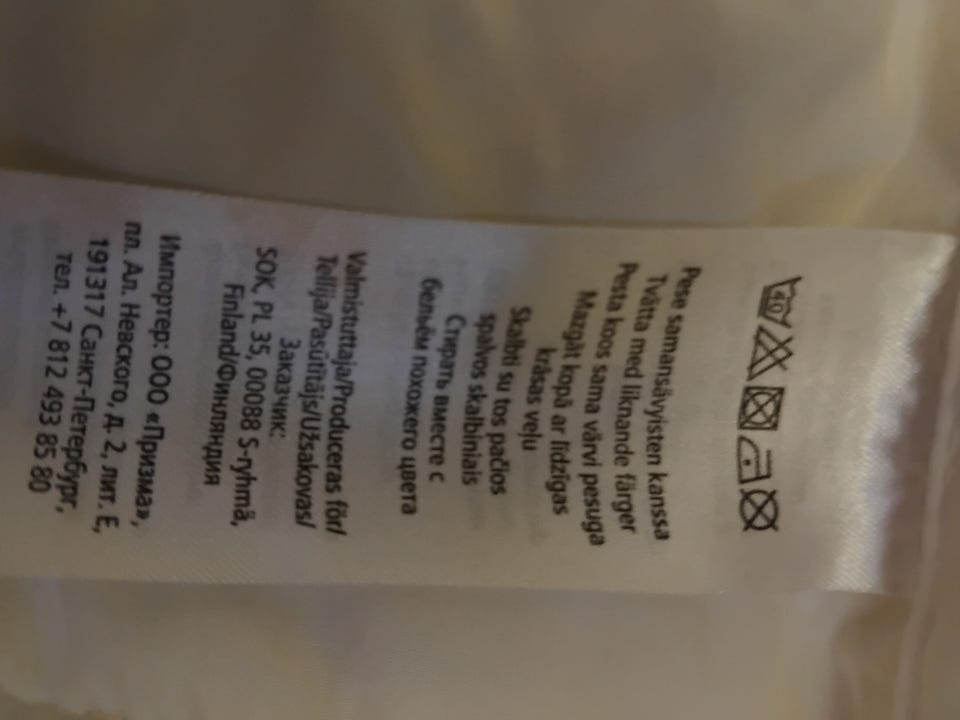 40
Pese samansävyisten kanssa
Tvätta med liknande färger
Pesta koos sama värvi pesuga
Mazgāt kopā ar līdzīgas
krāsas veļu
Skalbti su tos pačios
spalvos skalbiniais
Стирать вместе с
бельём похожего цвета
Valmistuttaja/Produceras för/
Tellija/Pasūtītājs/Užsakovas/
Заказчик:
SOK, PL 35, 00088 S-ryhmä,
Finland/Финляндия
Импортер: ООО «Призма»,
пл. Ал. Невского, д. 2, лит. Е,
191317 Санкт-Петербург,
тел. +7 812 493 85 80